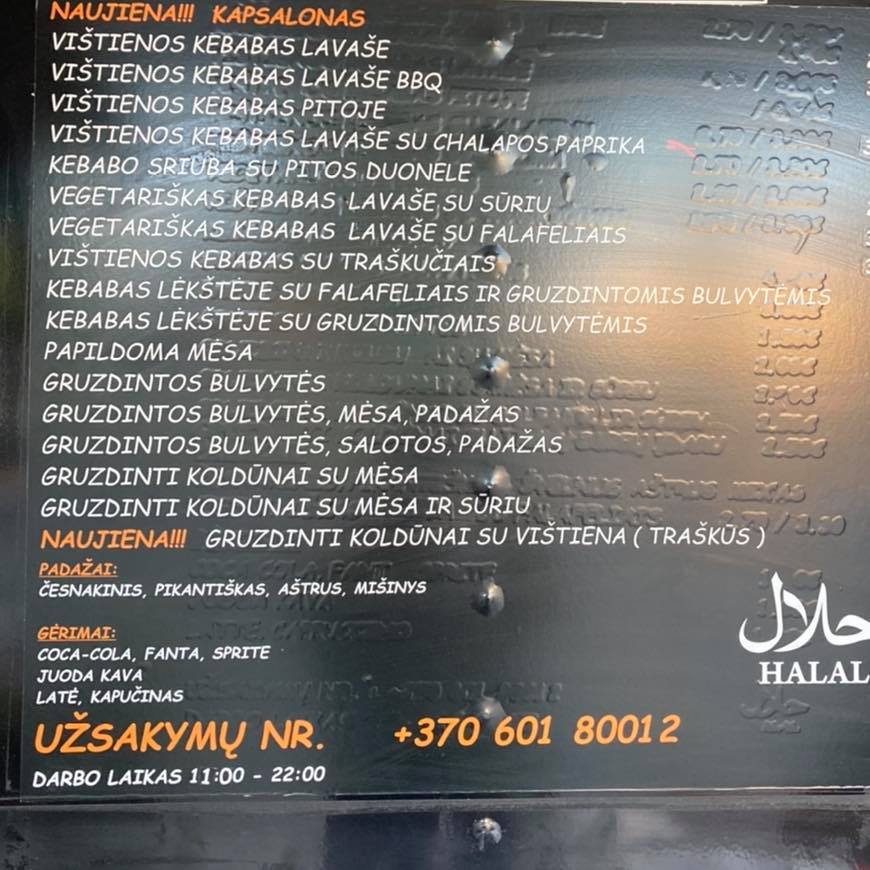 NAUJIENA!!! KAPSALONAS
VIŠTIENOS KEBABAS LAVAŠE
VIŠTIENOS KEBABAS LAVAŠE BBQ
VIŠTIENOS KEBABAS PITOJE
VIŠTIENOS KEBABAS LAVAŠE SU CHALAPOS PAPRIKA
KEBABO SRIUBA SU PITOS DUONELE
VEGETARIŠKAS KEBABAS LAVAŠE SU SŪRIU
VEGETARIŠKAS KEBABAS LAVAŠE SU FALAFELIAIS
VIŠTIENOS KEBABAS SU TRAŠKUČIAIS
KEBABAS LĖKŠTĖJE SU FALAFELIAIS IR GRUZDINTOMIS BULVYTĖMIS
KEBABAS LĖKŠTĖJE SU GRUZDINTOMIS BULVYTĖMIS
PAPILDOMA MĖSA
GRUZDINTOS BULVYTĖS
GRUZDINTOS BULVYTĖS, MĖSA, PADAŽAS
GRUZDINTOS BULVYTĖS, SALOTOS, PADAŽAS
GRUZDINTI KOLDŪNAI SU MĖSA
GRUZDINTI KOLDŪNAI SU MĖSA IR SŪRIU
NAUJIENA!!! GRUZDINTI KOLDŪNAI SU VIŠTIENA ( TRAŠKŪS )
PADAŽAI:
ČESNAKINIS, PIKANTIŠKAS, AŠTRUS, MIŠINYS
GĖRIMAI:
COCA-COLA, FANTA, SPRITE
JUODA KAVA
LATĖ, KAPUČINAS
حلال
HALAL
UŽSAKYMŲ NR. +370 601 80012
DARBO LAIKAS 11:00 - 22:00